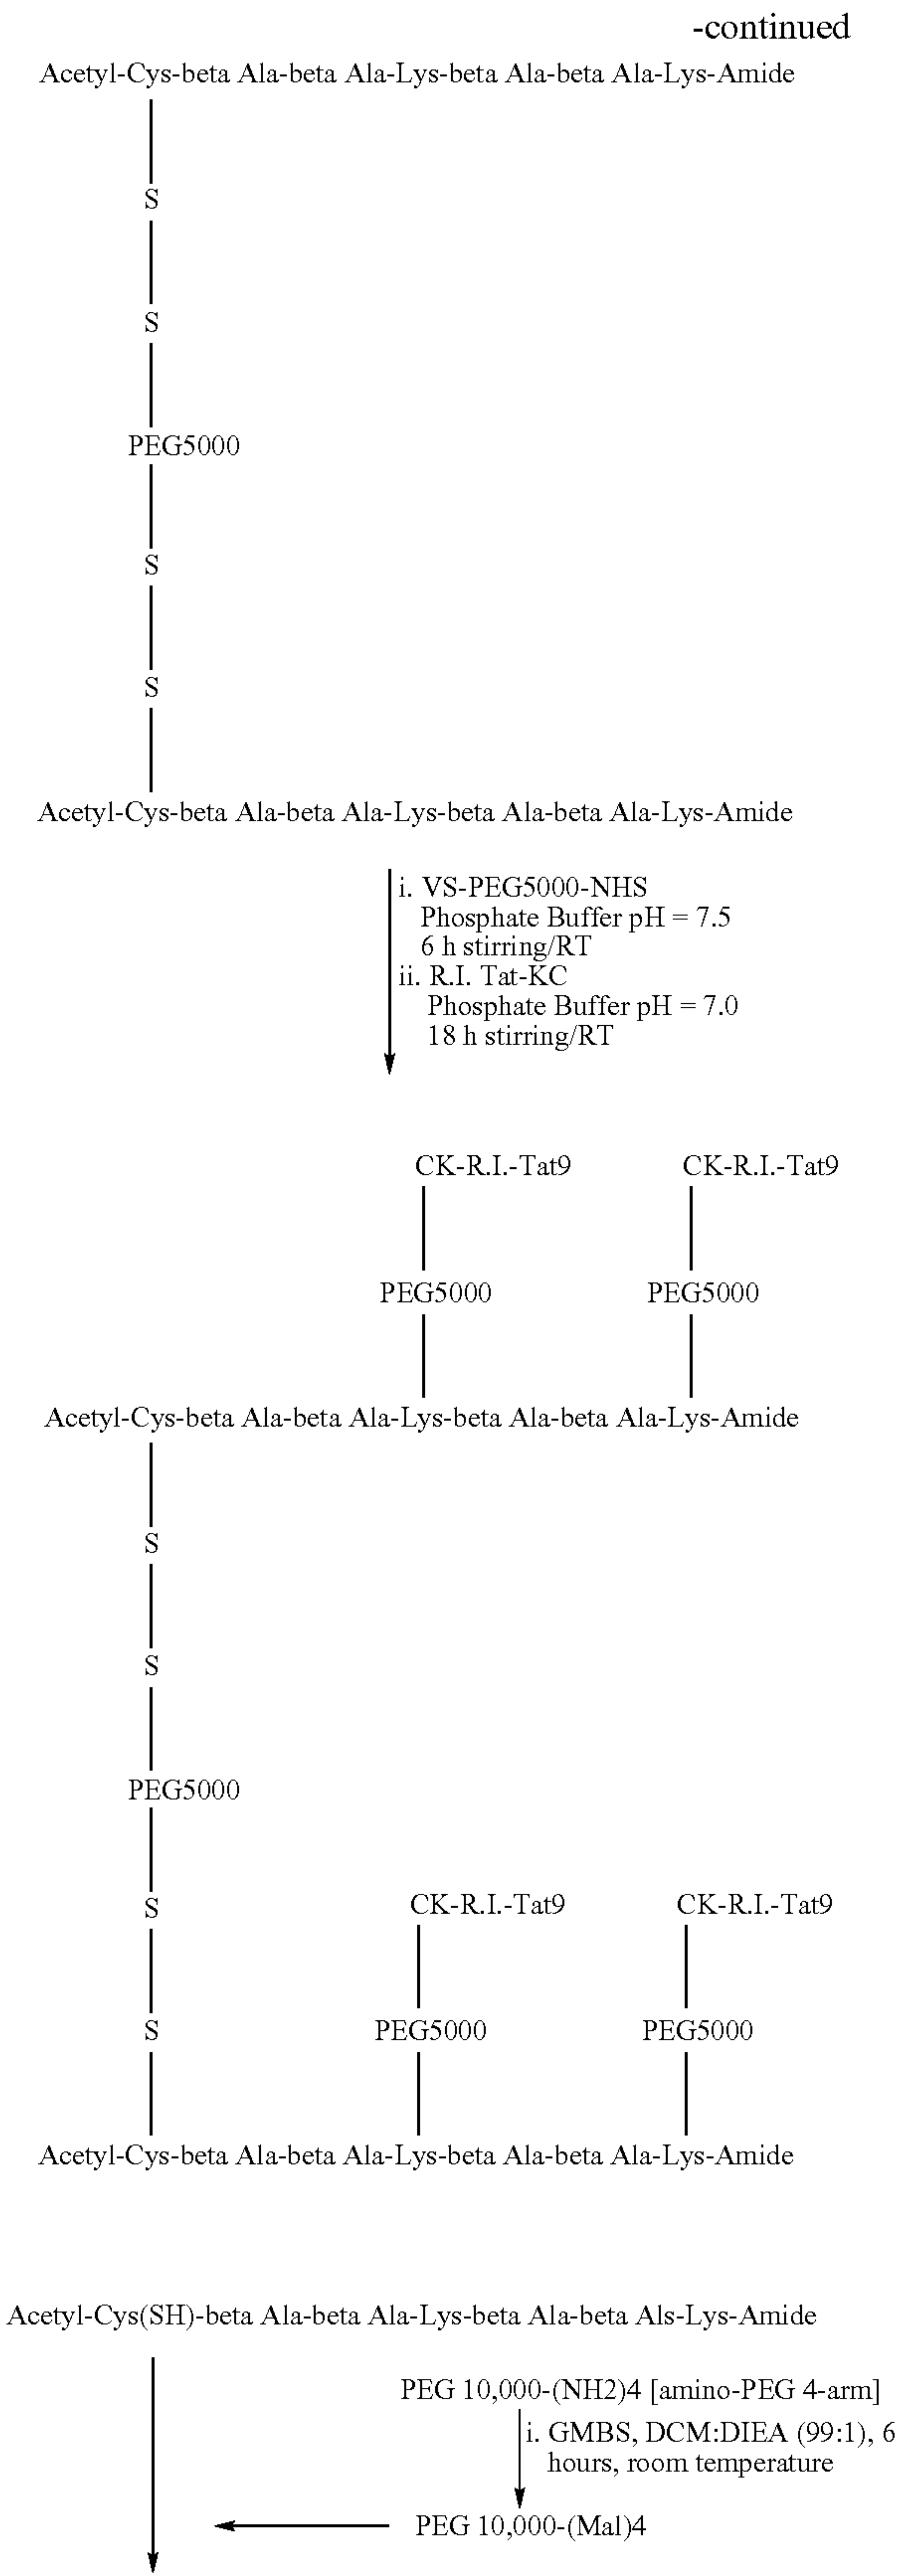 -continued
Acetyl-Cys-beta Ala-beta Ala-Lys-beta Ala-beta Ala-Lys-Amide
S
S
PEG5000
S
S
Acetyl-Cys-beta Ala-beta Ala-Lys-beta Ala-beta Ala-Lys-Amide
i. VS-PEG5000-NHS
Phosphate Buffer pH = 7.5
6 h stirring/RT
ii. R.I. Tat-KC
Phosphate Buffer pH = 7.0
18 h stirring/RT
CK-R.I.-Tat9 CK-R.I.-Tat9
PEG5000 PEG5000
Acetyl-Cys-beta Ala-beta Ala-Lys-beta Ala-beta Ala-Lys-Amide
S
S
PEG5000
S CK-R.I.-Tat9 CK-R.I.-Tat9
S PEG5000 PEG5000
Acetyl-Cys-beta Ala-beta Ala-Lys-beta Ala-beta Ala-Lys-Amide
Acetyl-Cys(SH)-beta Ala-beta Ala-Lys-beta Ala-beta Als-Lys-Amide
PEG 10,000-(NH2)4 [amino-PEG 4-arm]
i. GMBS, DCM:DIEA (99:1), 6
hours, room temperature
PEG 10,000-(Mal)4